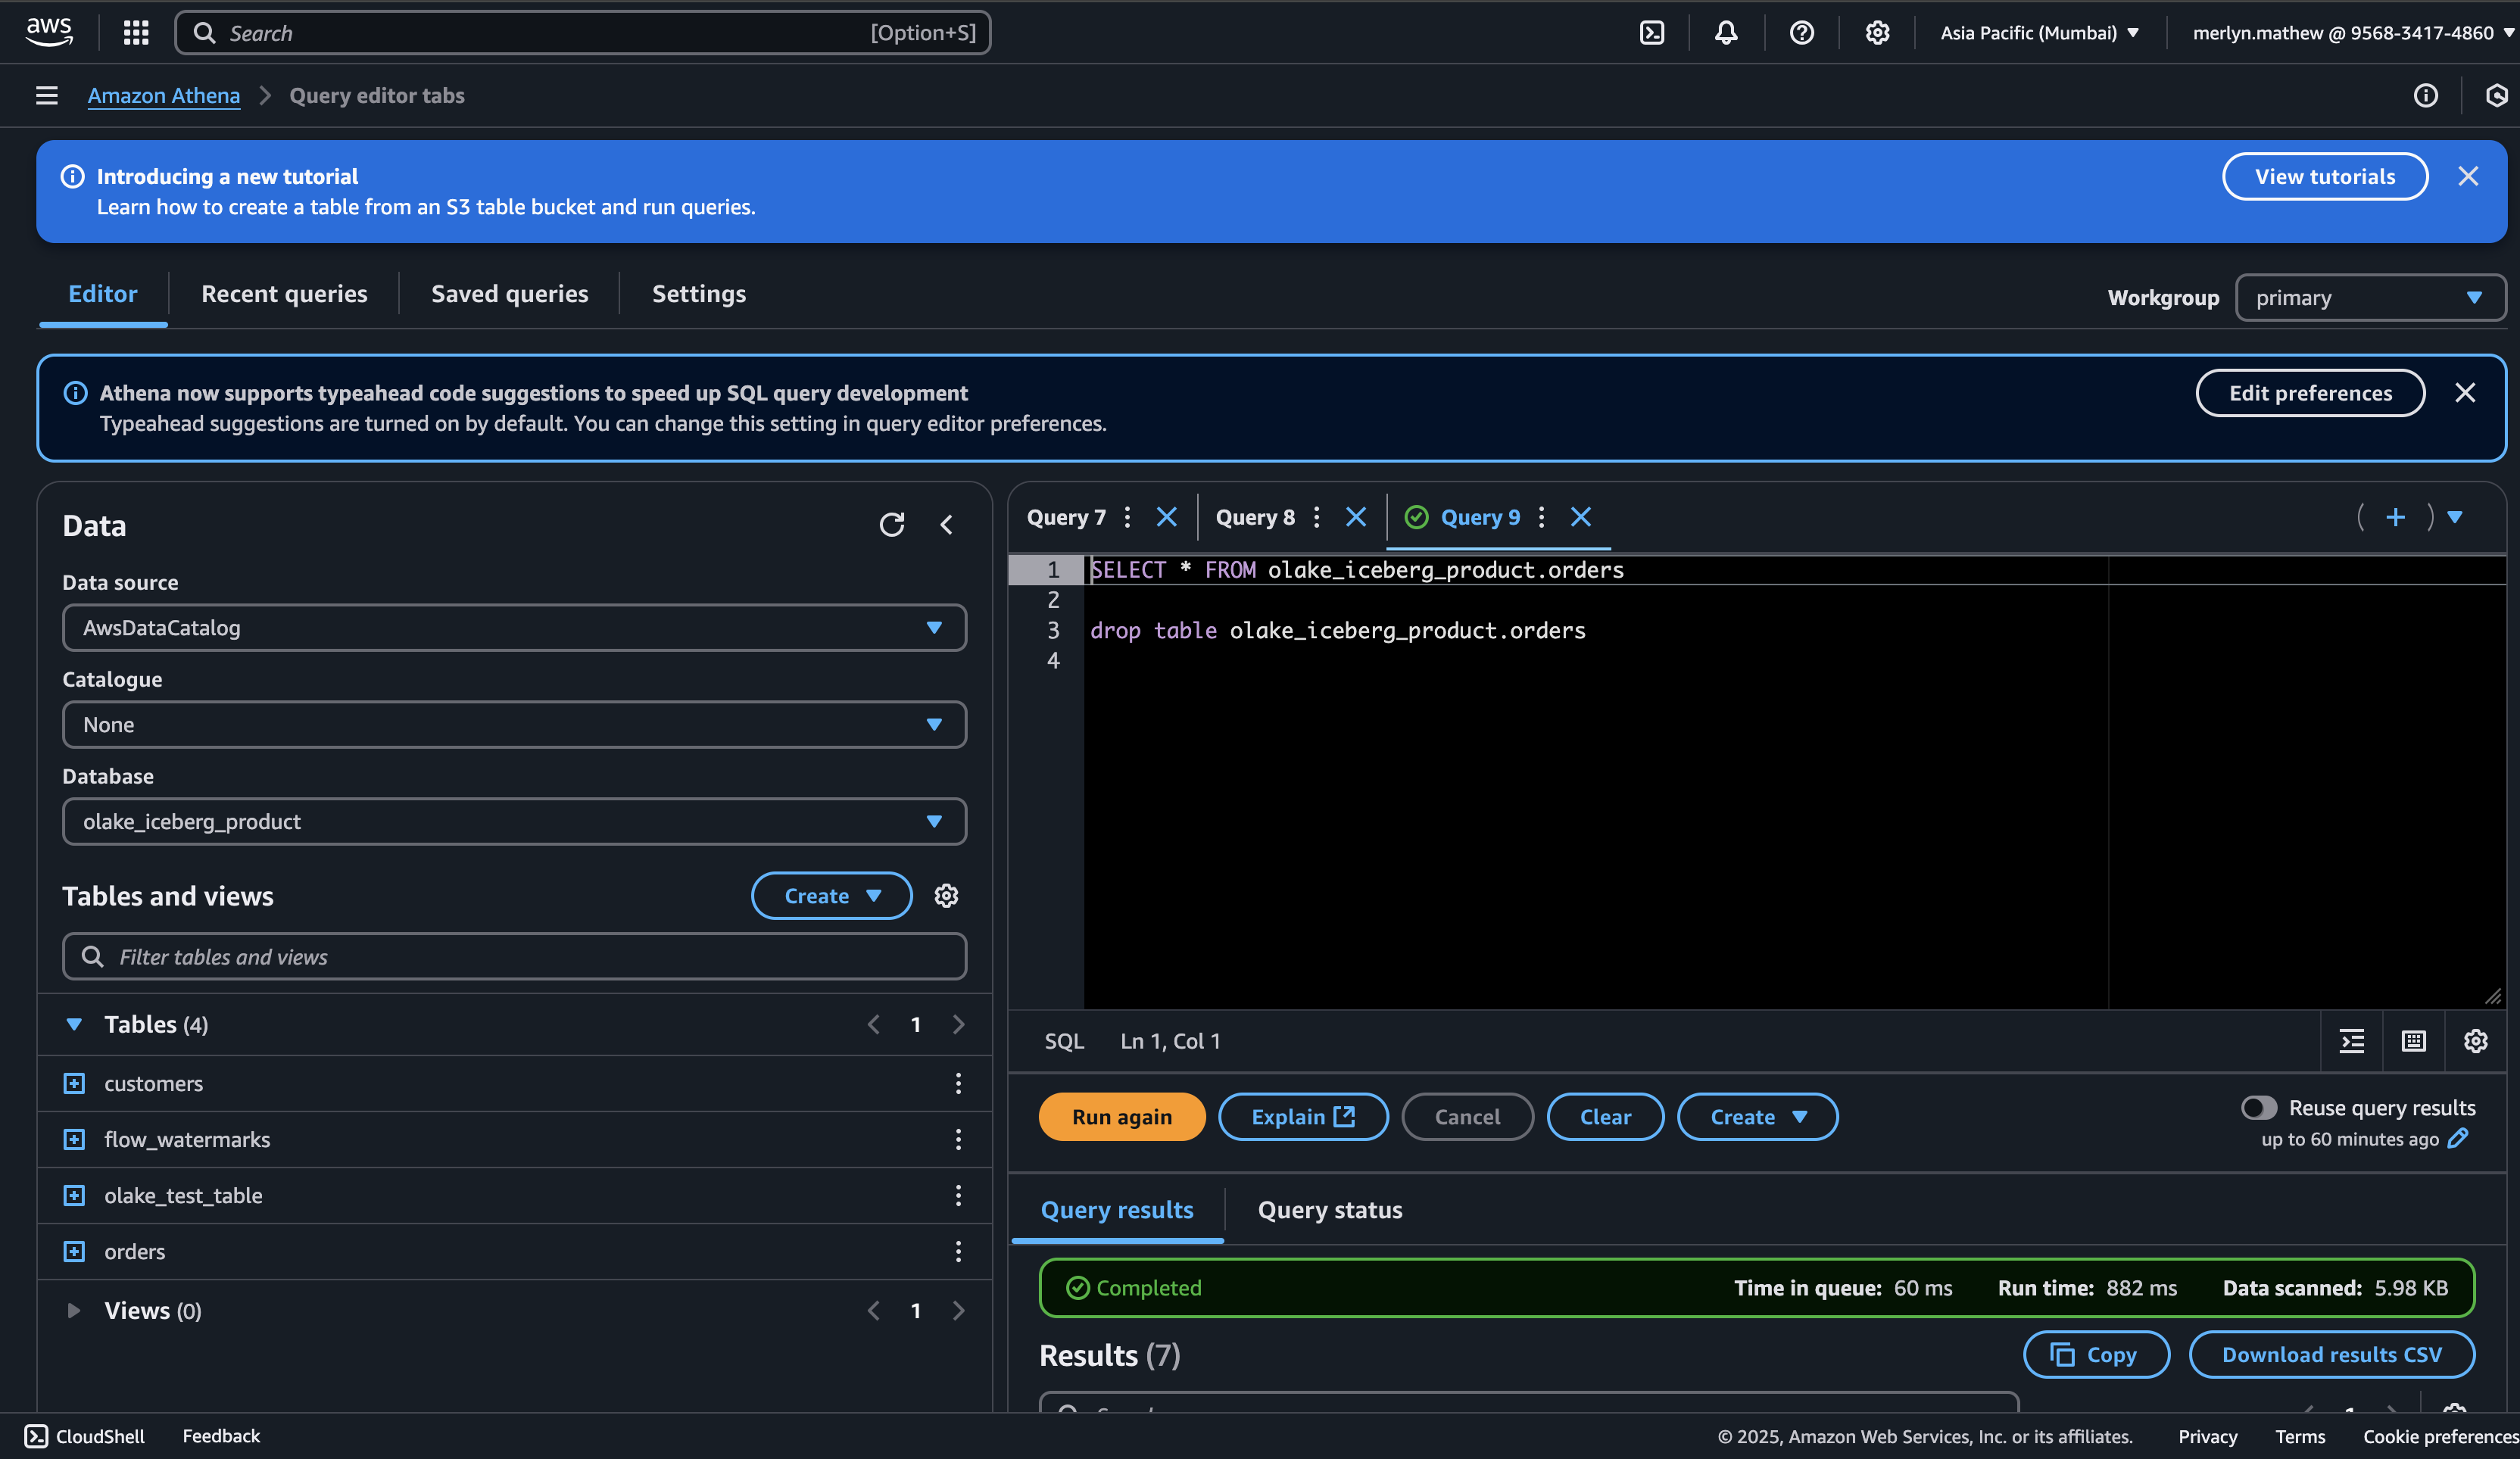 aws
Search [Option+S]
Asia Pacific (Mumbai)
merlyn.mathew @ 9568-3417-4860
Amazon Athena
Query editor tabs
Introducing a new tutorial
Learn how to create a table from an S3 table bucket and run queries.
View tutorials
Editor
Recent queries
Saved queries
Settings
Workgroup
primary
Athena now supports typeahead code suggestions to speed up SQL query development
Typeahead suggestions are turned on by default. You can change this setting in query editor preferences.
Edit preferences
Data
Data source
AwsDataCatalog
Catalogue
None
Database
olake_iceberg_product
Tables and views
Create
Filter tables and views
Tables (4)
1
customers
flow_watermarks
olake_test_table
orders
Views (0)
1
Query 7
Query 8
Query 9
1 SELECT * FROM olake_iceberg_product.orders
2
3 drop table olake_iceberg_product.orders
4
SQL
Ln 1, Col 1
Run again
Explain
Cancel
Clear
Create
Reuse query results
up to 60 minutes ago
Query results
Query status
Completed
Time in queue: 60 ms
Run time: 882 ms
Data scanned: 5.98 KB
Results (7)
Copy
Download results CSV
CloudShell
Feedback
© 2025, Amazon Web Services, Inc. or its affiliates.
Privacy
Terms
Cookie preferences